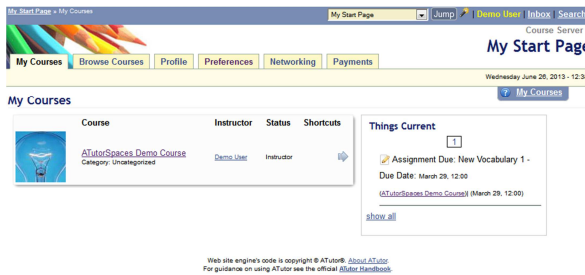 My Start Page » My Courses
My Start Page Jump Demo User | Inbox | Search
Course Server
My Start Page
My Courses Browse Courses Profile Preferences Networking Payments
Wednesday June 26, 2013 - 12:3
? My Courses
My Courses
Course Instructor Status Shortcuts
ATutorSpaces Demo Course Demo User Instructor
Category: Uncategorized
Things Current
1
Assignment Due: New Vocabulary 1 -
Due Date: March 29, 12:00
(ATutorSpaces Demo Course)| (March 29, 12:00)
show all
Web site engine's code is copyright © ATutor®. About ATutor.
For guidance on using ATutor see the official ATutor Handbook.